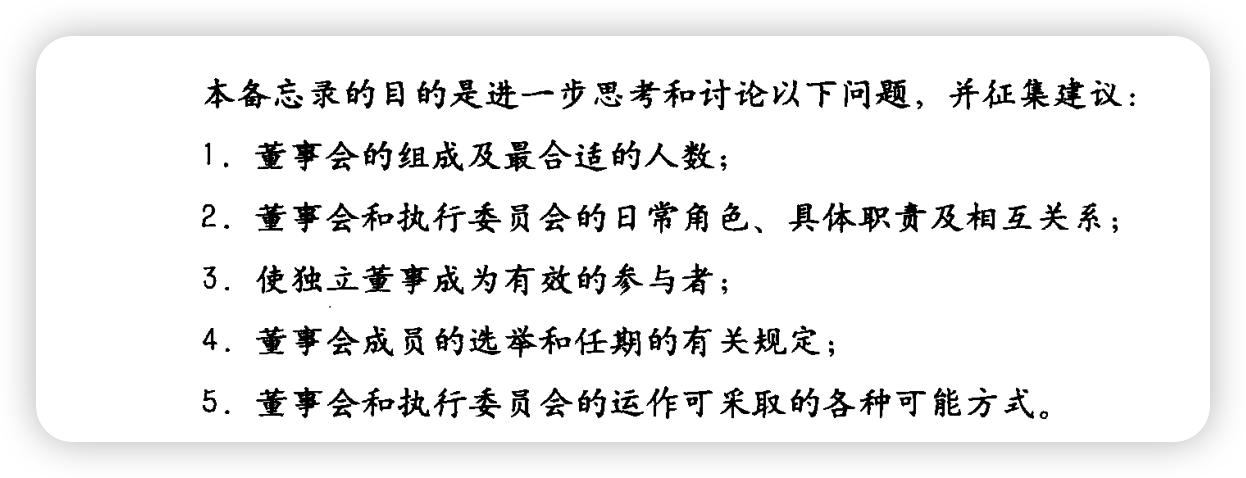 本备忘录的目的是进一步思考和讨论以下问题，并征集建议：
1．董事会的组成及最合适的人数；
2．董事会和执行委员会的日常角色、具体职责及相互关系；
3．使独立董事成为有效的参与者；
4．董事会成员的选举和任期的有关规定；
5．董事会和执行委员会的运作可采取的各种可能方式。